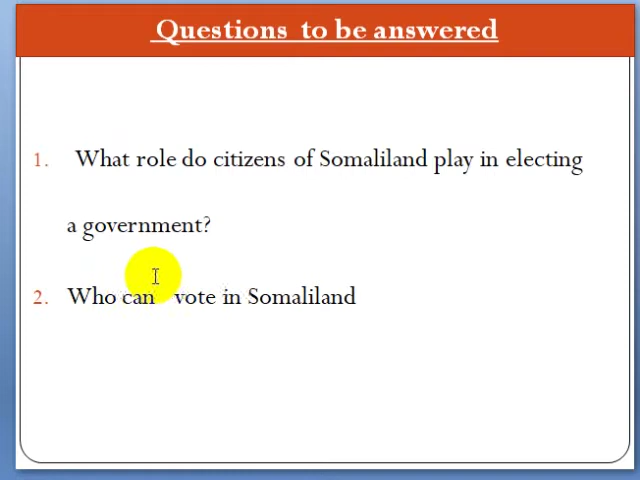 Questions to be answered
1. What role do citizens of Somaliland play in electing
a government?
2. Who can vote in Somaliland